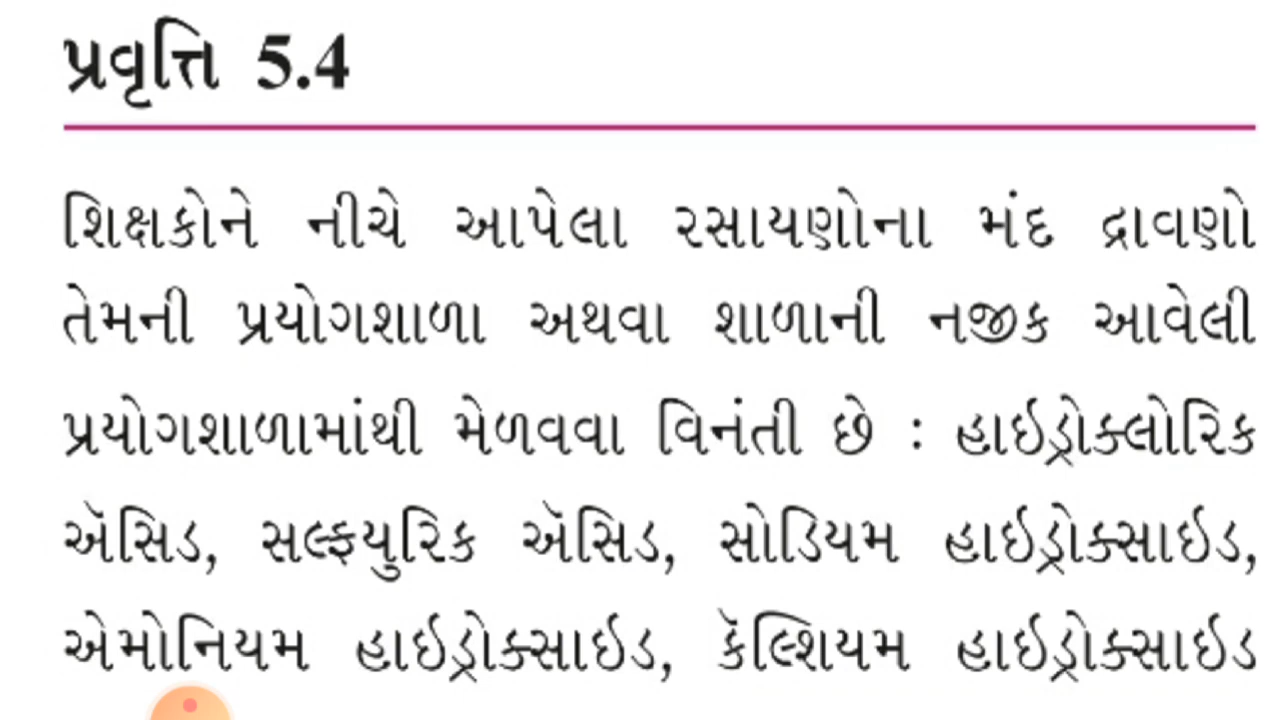 પ્રવૃત્તિ 5.4
શિક્ષકોને નીચે આપેલા રસાયણોના મંદ દ્રાવણો
તેમની પ્રયોગશાળા અથવા શાળાની નજીક આવેલી
પ્રયોગશાળામાંથી મેળવવા વિનંતી છે : હાઇડ્રોક્લોરિક
ઍસિડ, સલ્ફયુરિક ઍસિડ, સોડિયમ હાઇડ્રોક્સાઇડ,
એમોનિયમ હાઇડ્રોક્સાઇડ, કૅલ્શિયમ હાઇડ્રોક્સાઇડ